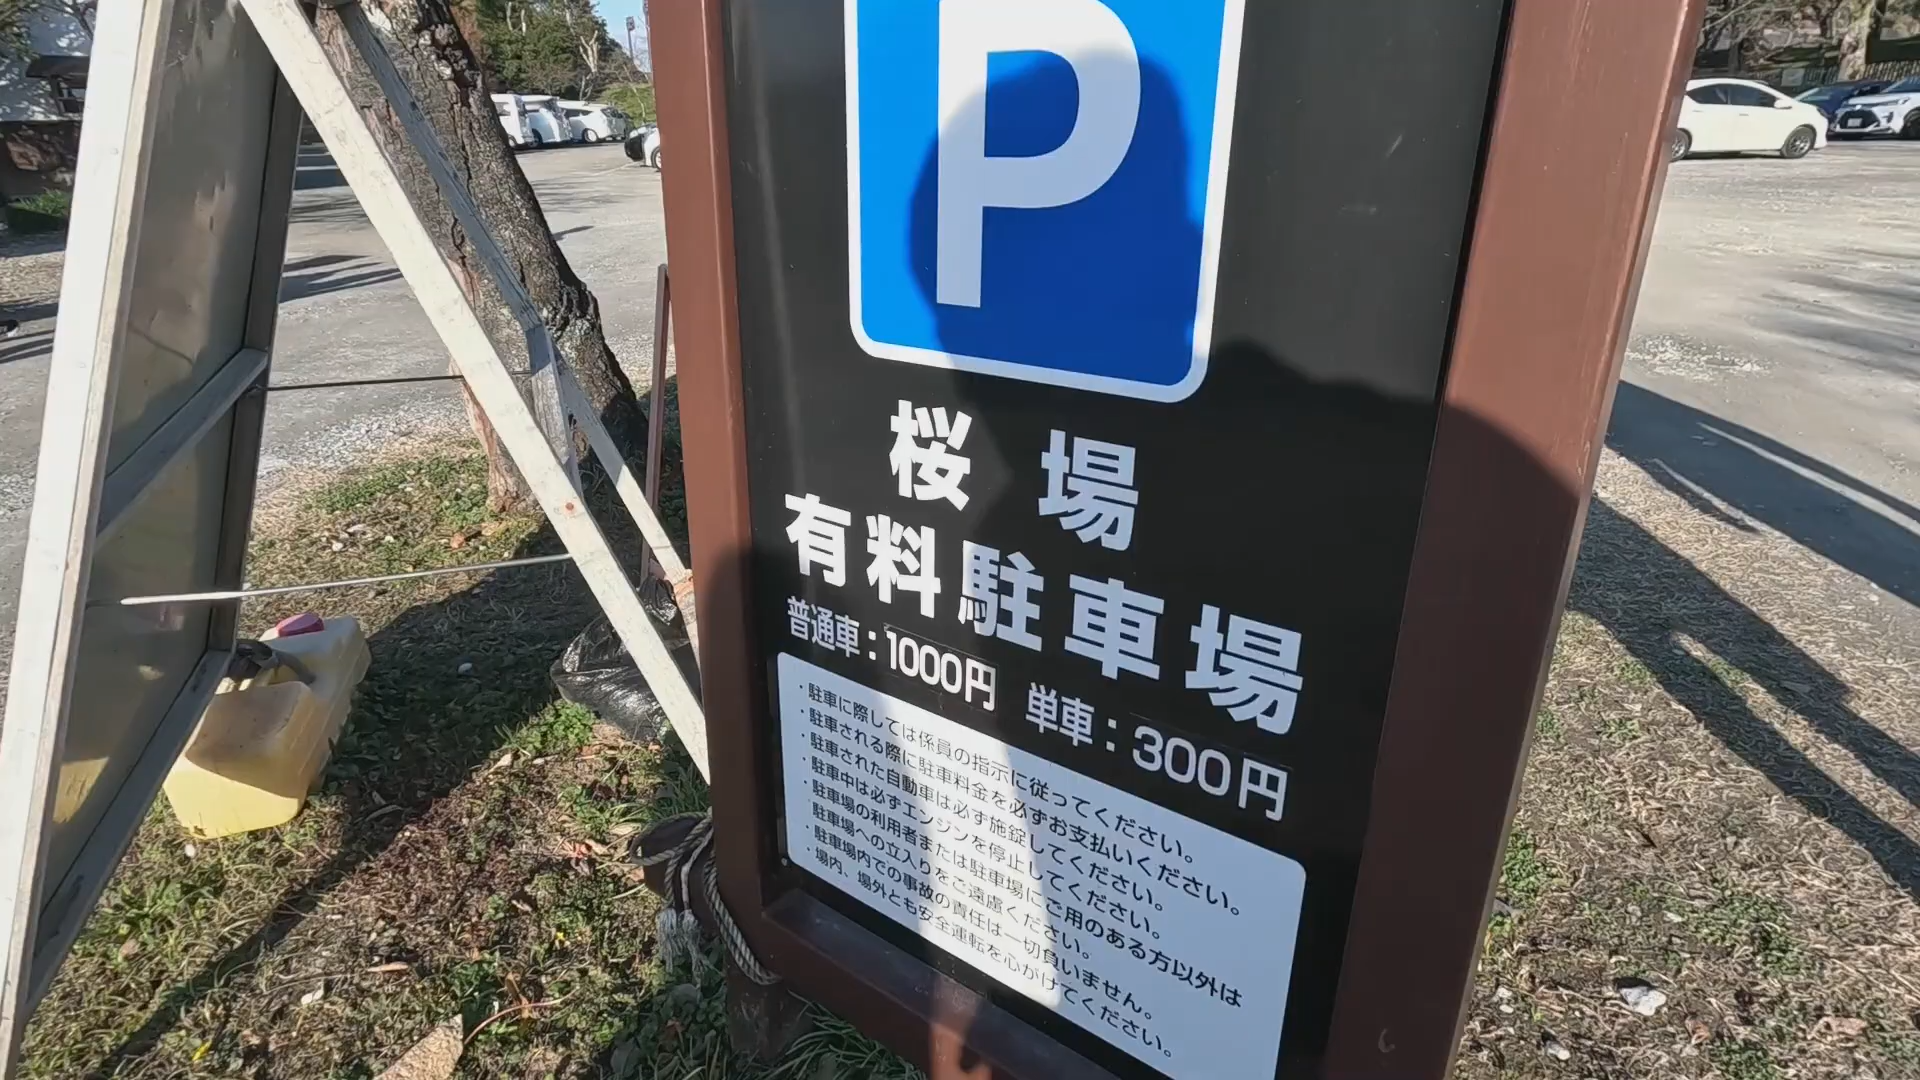 P
桜場
有料駐車場
普通車：1000円 単車：300円
・駐車に際しては係員の指示に従ってください。
・駐車される際に駐車料金を必ずお支払いください。
・駐車された自動車は必ず施錠してください。
・駐車中は必ずエンジンを停止してください。
・駐車場の利用者または駐車場にご用のある方以外は
駐車場への立入りをご遠慮ください。
・駐車場内での事故の責任は一切負いません。
・場内、場外とも安全運転を心がけてください。